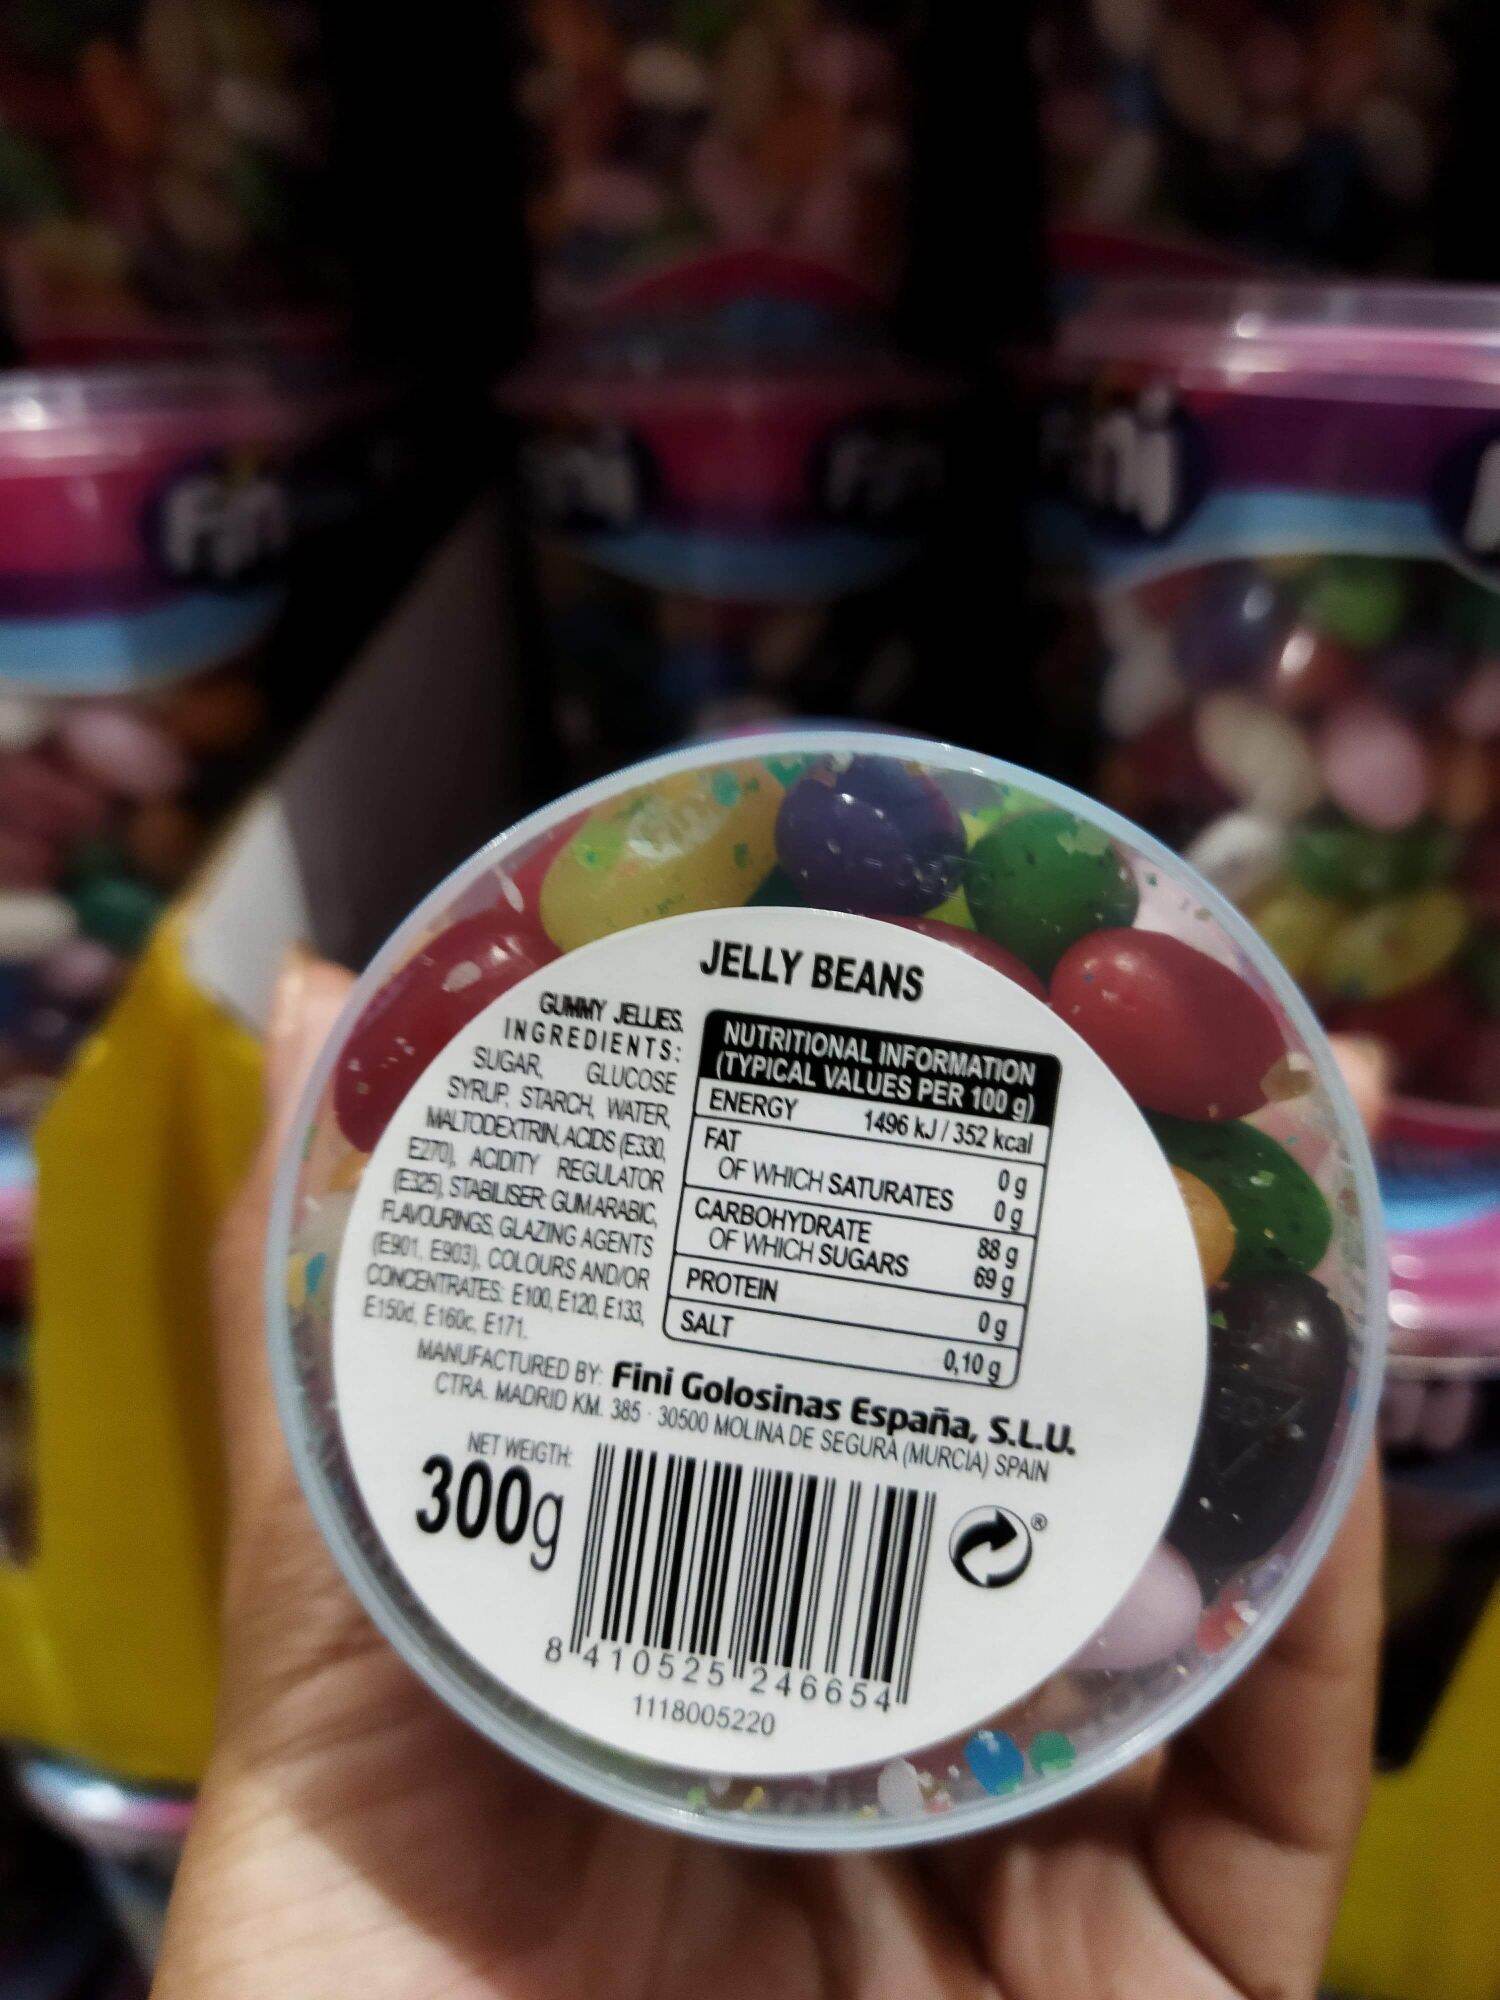 Fini
JELLY BEANS
GUMMY JELLIES.
INGREDIENTS:
SUGAR, GLUCOSE
SYRUP, STARCH, WATER,
MALTODEXTRIN, ACIDS (E330,
E270), ACIDITY REGULATOR
(E325), STABILISER: GUM ARABIC,
FLAVOURINGS, GLAZING AGENTS
(E901, E903), COLOURS AND/OR
CONCENTRATES: E100, E120, E133,
E150d, E160c, E171.
NUTRITIONAL INFORMATION
(TYPICAL VALUES PER 100 g)
ENERGY 1496 kJ / 352 kcal
FAT 0 g
OF WHICH SATURATES 0 g
CARBOHYDRATE 88 g
OF WHICH SUGARS 69 g
PROTEIN 0 g
SALT 0,10 g
MANUFACTURED BY: Fini Golosinas España, S.L.U.
CTRA. MADRID KM. 385 - 30500 MOLINA DE SEGURA (MURCIA) SPAIN
NET WEIGTH:
300g
®
8 410525 246654
1118005220